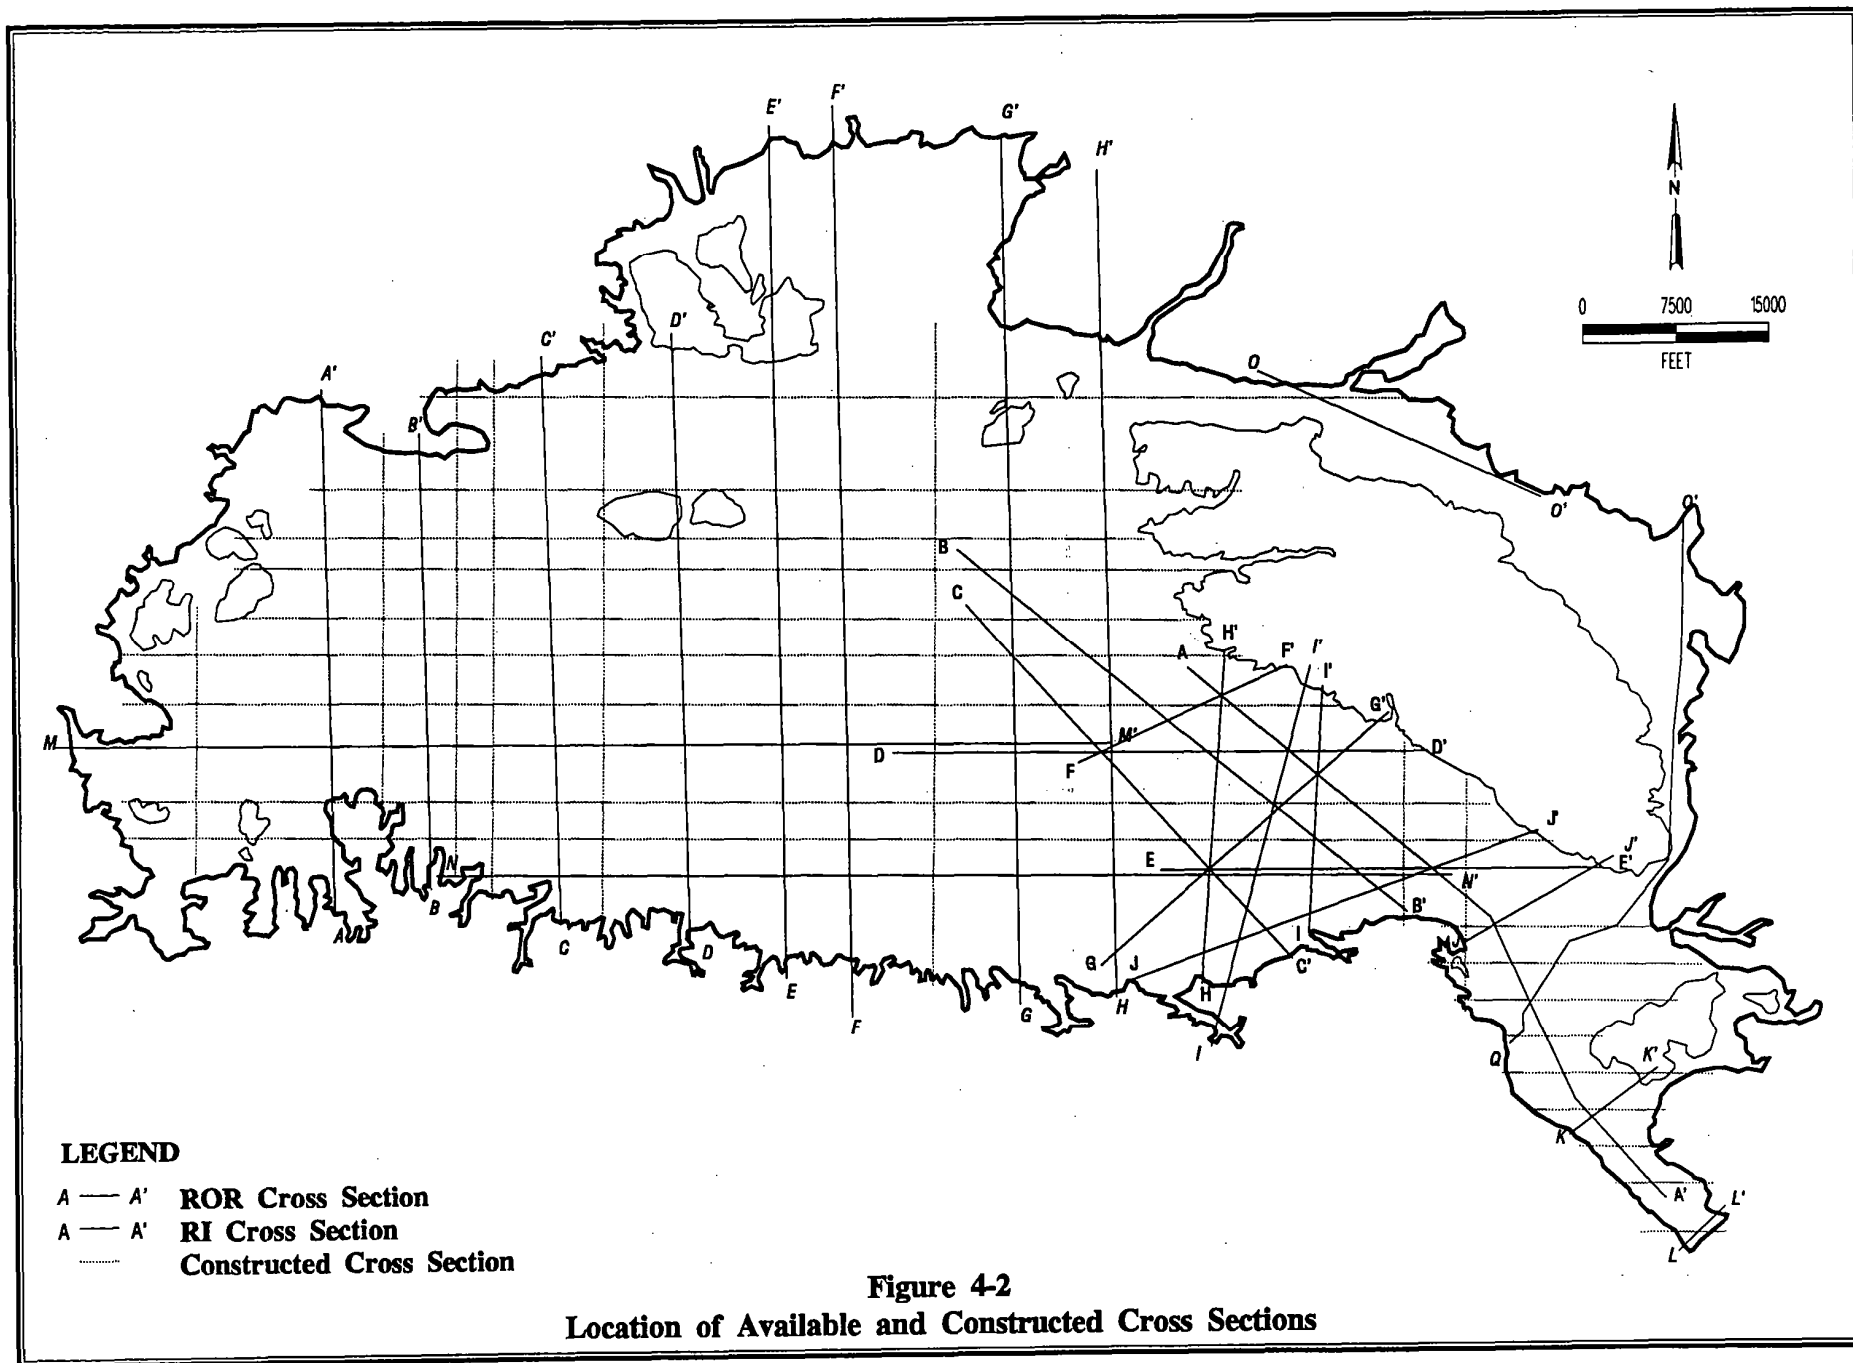 E'
F'
G'
H'
N
0 7500 15000
FEET
D'
C'
A'
B'
O
O'
Q'
B
C
H'
A
F'
I'
I'
G'
M
M'
D
D'
F
J'
J'
E
E'
N
N'
B
B'
A
C
D
I
C'
M
J
G
J
H
E
G
H
F
I
Q
K'
K
A'
L'
L
LEGEND
A — A' ROR Cross Section
A — A' RI Cross Section
Constructed Cross Section
Figure 4-2
Location of Available and Constructed Cross Sections